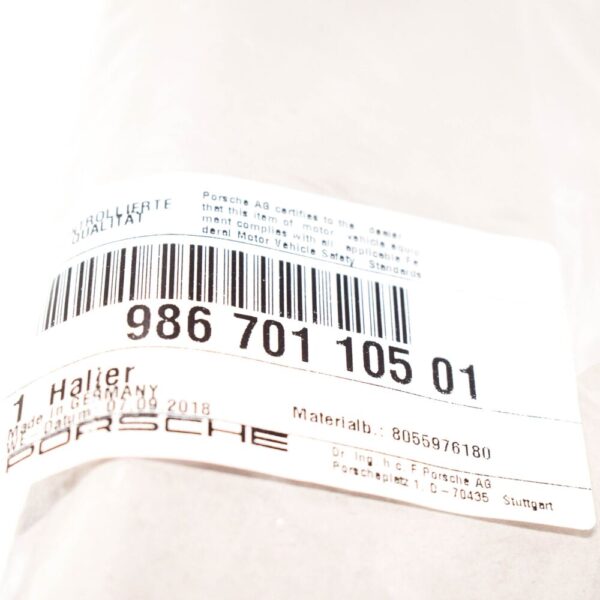 TROLLIERTE
QUALITÄT
Porsche AG certifies to the dealer
that this item of motor vehicle equip
ment complies with all applicable Fe
deral Motor Vehicle Safety Standards
986 701 105 01
1 Halter
Made in GERMANY
WE-Datum 07.09.2018
PORSCHE
Materialb.: 8055976180
Dr. Ing. h.c. F. Porsche AG
Porscheplatz 1 D-70435 Stuttgart